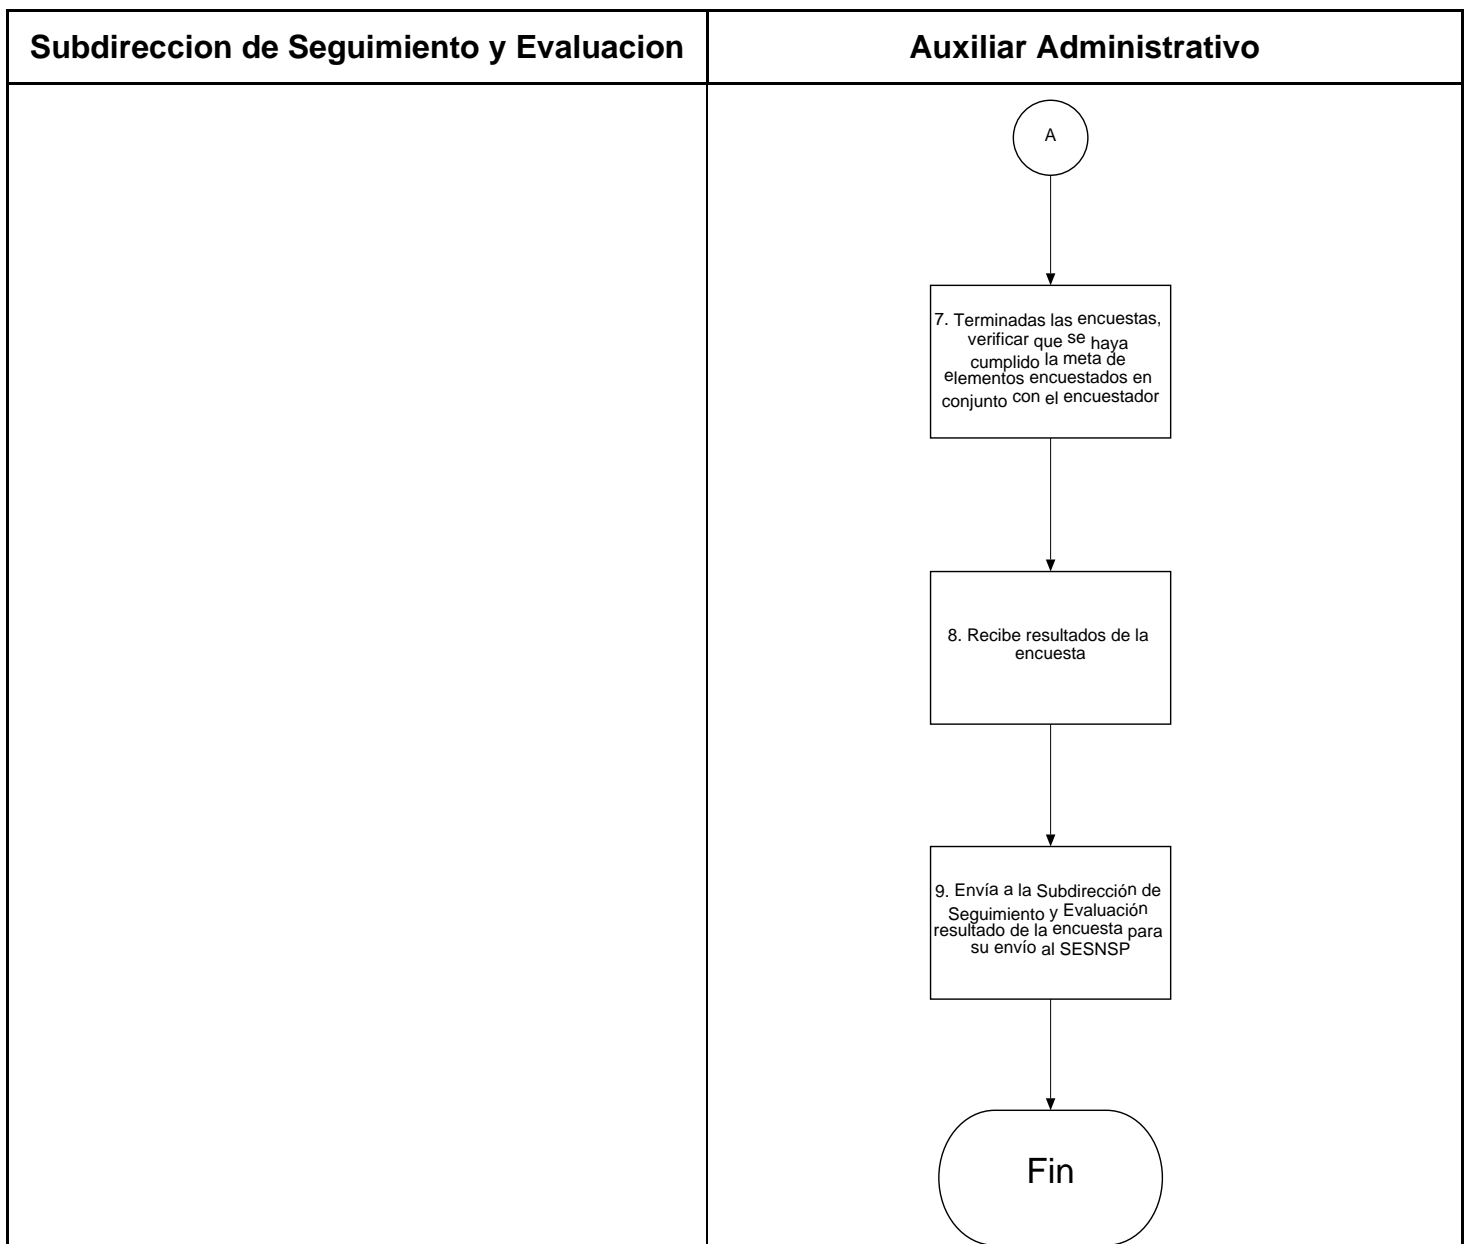 Subdireccion de Seguimiento y Evaluacion
Auxiliar Administrativo
A
7. Terminadas las encuestas,
verificar que se haya
cumplido la meta de
elementos encuestados en
conjunto con el encuestador
8. Recibe resultados de la
encuesta
9. Envía a la Subdirección de
Seguimiento y Evaluación
resultado de la encuesta para
su envío al SESNSP
Fin